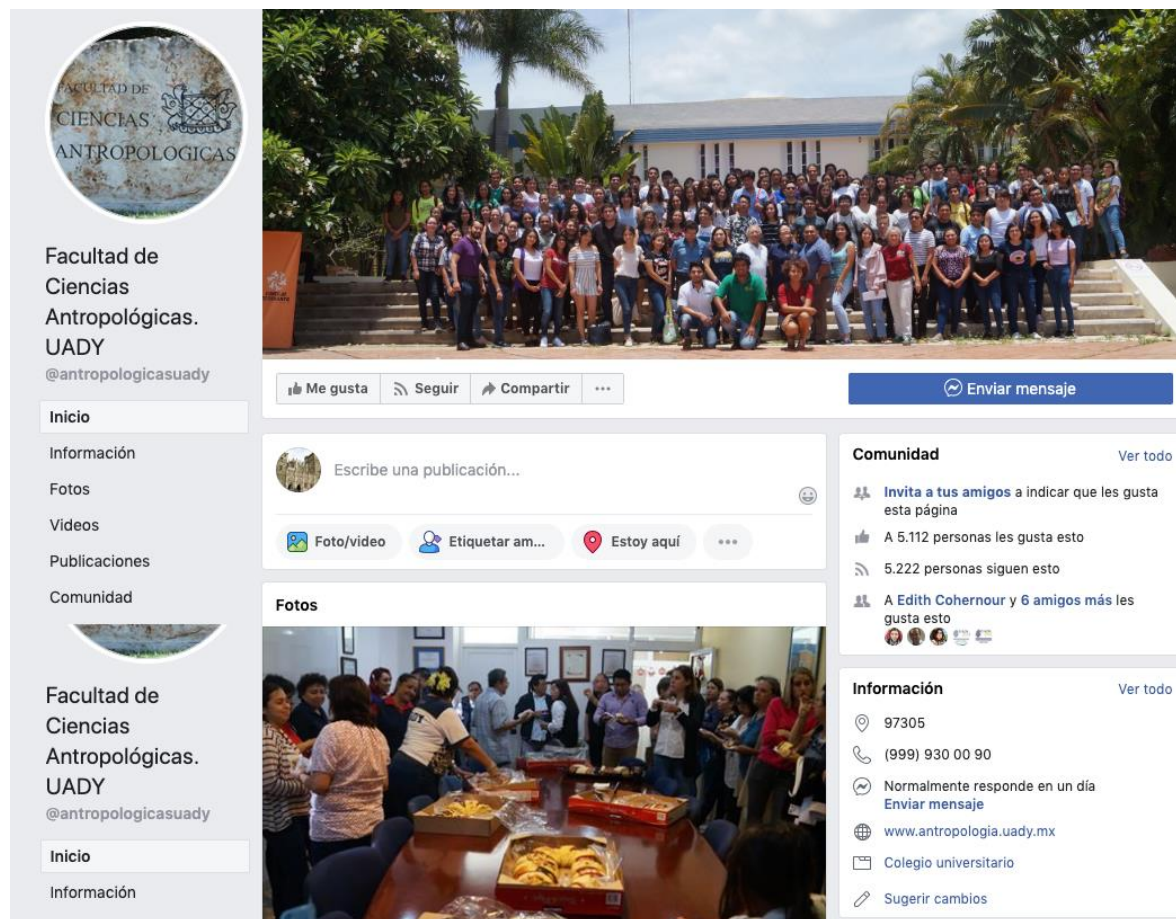 FACULTAD DE
CIENCIAS
ANTROPOLOGICAS
Facultad de
Ciencias
Antropológicas.
UADY
@antropologicasuady
Inicio
Información
Fotos
Videos
Publicaciones
Comunidad
Facultad de
Ciencias
Antropológicas.
UADY
@antropologicasuady
Inicio
Información
Me gusta
Seguir
Compartir
Enviar mensaje
Escribe una publicación...
Foto/video
Etiquetar am...
Estoy aquí
Fotos
Comunidad
Ver todo
Invita a tus amigos a indicar que les gusta
esta página
A 5.112 personas les gusta esto
5.222 personas siguen esto
A Edith Cohernour y 6 amigos más les
gusta esto
Información
Ver todo
97305
(999) 930 00 90
Normalmente responde en un día
Enviar mensaje
www.antropologia.uady.mx
Colegio universitario
Sugerir cambios